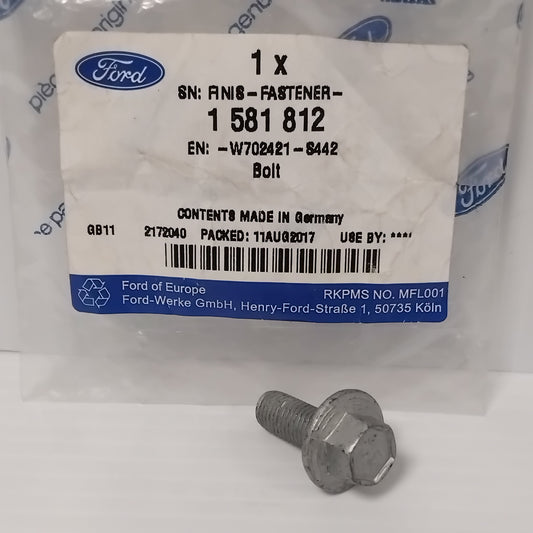 Ford
1 x
SN: FINIS-FASTENER-
1 581 812
EN: -W702421-S442
Bolt
CONTENTS MADE IN Germany
GB11 2172040 PACKED: 11AUG2017 USE BY: ****
Ford of Europe
RKPMS NO. MFL001
Ford-Werke GmbH, Henry-Ford-Straße 1, 50735 Köln
Ford